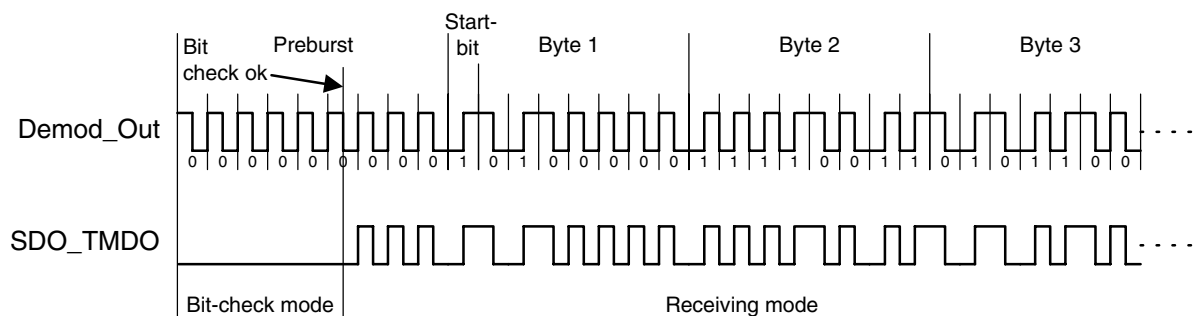 Start-
bit
Bit
check ok
Preburst
Byte 1
Byte 2
Byte 3
Demod_Out
0 0 0 0 0 0 0 0 0 1 0 1 0 0 0 0 0 1 1 1 1 0 0 1 1 0 1 0 1 1 0 0
SDO_TMDO
Bit-check mode
Receiving mode